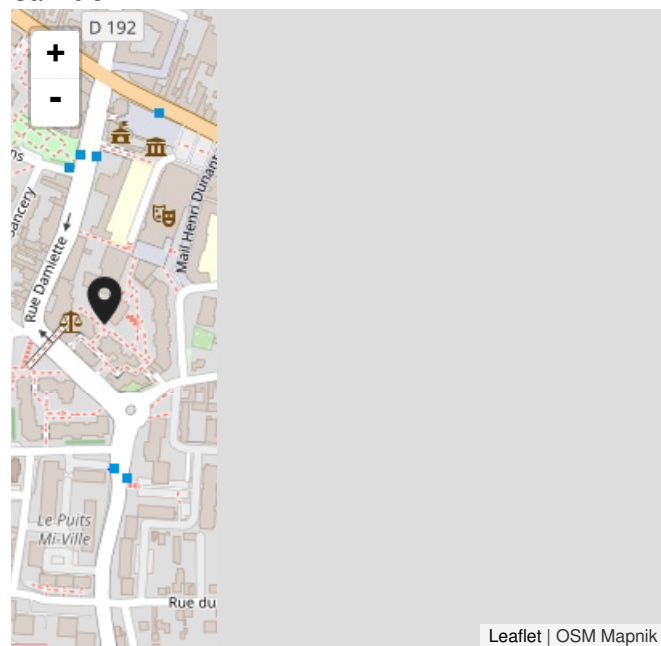 D 192
+
-
Mail Henri Dunant
Rue Damiette
Le Puits
Mi-Ville
Rue du
Leaflet | OSM Mapnik